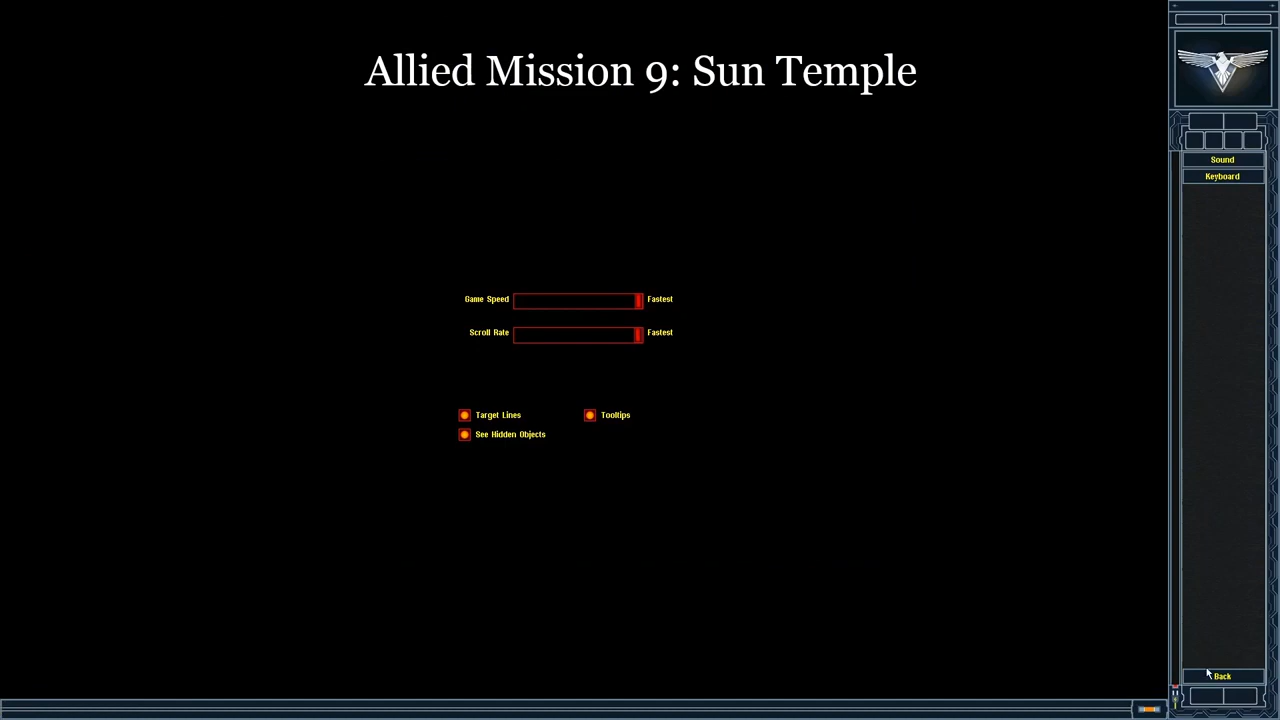 Allied Mission 9: Sun Temple
Sound
Keyboard
Game Speed Fastest
Scroll Rate Fastest
Target Lines Tooltips
See Hidden Objects
Back